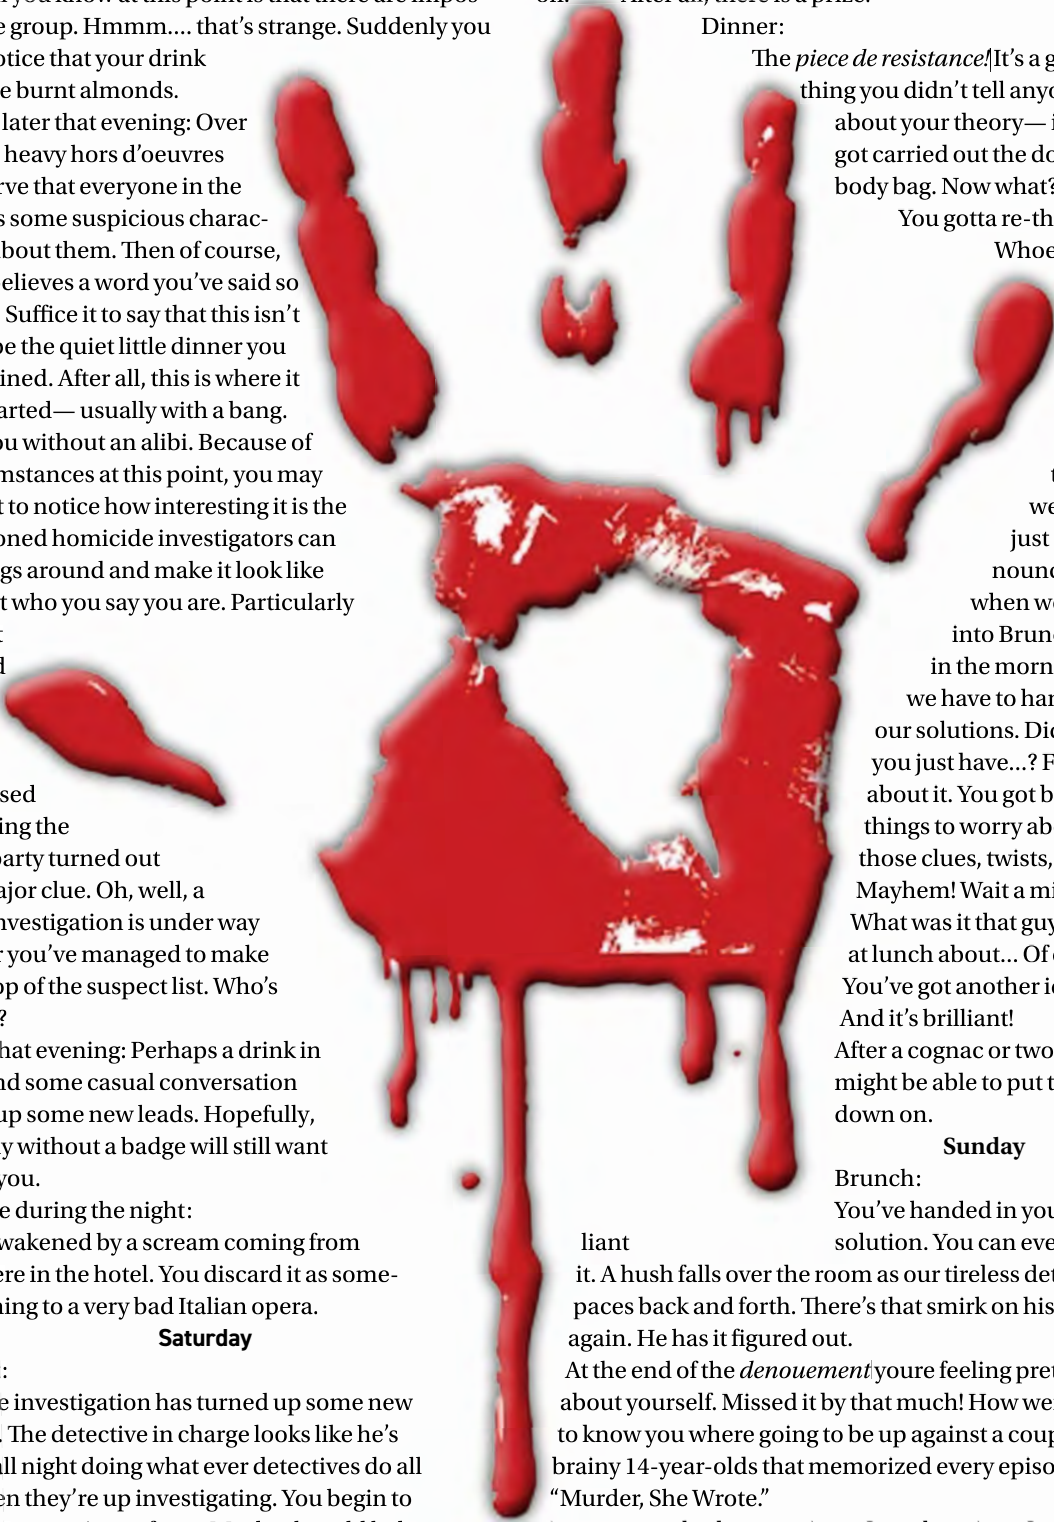 e group. Hmmm.... that's strange. Suddenly you
otice that your drink
e burnt almonds.
later that evening: Over
heavy hors d'oeuvres
rve that everyone in the
s some suspicious charac-
bout them. Then of course,
elieves a word you've said so
Suffice it to say that this isn't
be the quiet little dinner you
ined. After all, this is where it
arted— usually with a bang.
ou without an alibi. Because of
mstances at this point, you may
t to notice how interesting it is the
oned homicide investigators can
gs around and make it look like
t who you say you are. Particularly
t
d
sed
ing the
party turned out
ajor clue. Oh, well, a
nvestigation is under way
r you've managed to make
op of the suspect list. Who's
?
hat evening: Perhaps a drink in
nd some casual conversation
up some new leads. Hopefully,
y without a badge will still want
you.
e during the night:
wakened by a scream coming from
ere in the hotel. You discard it as some-
ning to a very bad Italian opera.
Saturday
:
e investigation has turned up some new
. The detective in charge looks like he's
all night doing what ever detectives do all
en they're up investigating. You begin to
Dinner:
The piece de resistance! It's a g
thing you didn't tell anyo
about your theory— i
got carried out the do
body bag. Now what?
You gotta re-th
Whoe
t
we
just
nound
when we
into Brun
in the morn
we have to han
our solutions. Did
you just have...? F
about it. You got b
things to worry ab
those clues, twists,
Mayhem! Wait a mi
What was it that guy
at lunch about... Of
You've got another id
And it's brilliant!
After a cognac or two
might be able to put t
down on.
Sunday
Brunch:
You've handed in you
liant solution. You can eve
it. A hush falls over the room as our tireless det
paces back and forth. There's that smirk on his
again. He has it figured out.
At the end of the denouement youre feeling pret
about yourself. Missed it by that much! How we
to know you where going to be up against a coup
brainy 14-year-olds that memorized every episo
“Murder, She Wrote.”